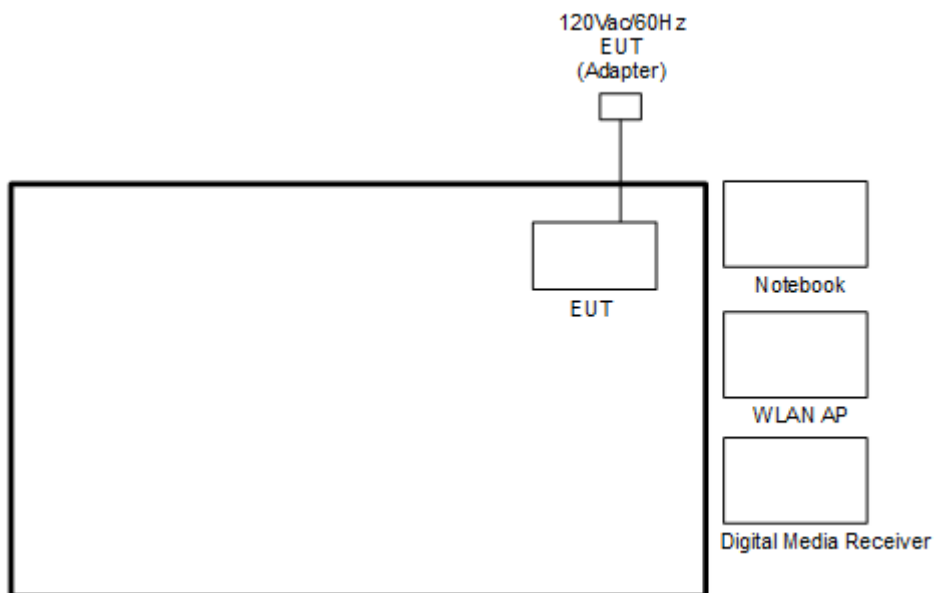 120Vac/60Hz
EUT
(Adapter)
EUT
Notebook
WLAN AP
Digital Media Receiver